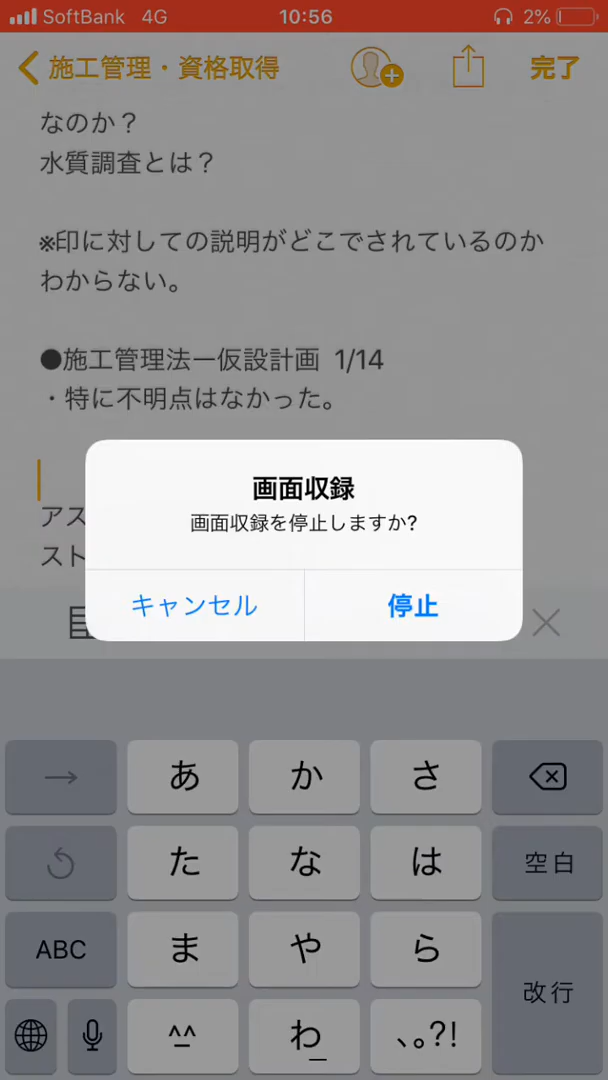 SoftBank 4G 10:56 2%
施工管理・資格取得 完了
なのか？
水質調査とは？
※印に対しての説明がどこでされているのか
わからない。
●施工管理法ー仮設計画 1/14
・特に不明点はなかった。
アス
スト
画面収録
画面収録を停止しますか?
キャンセル 停止
→ あ か さ
た な は 空白
ABC ま や ら 改行
^_^ わ_ 、。?!